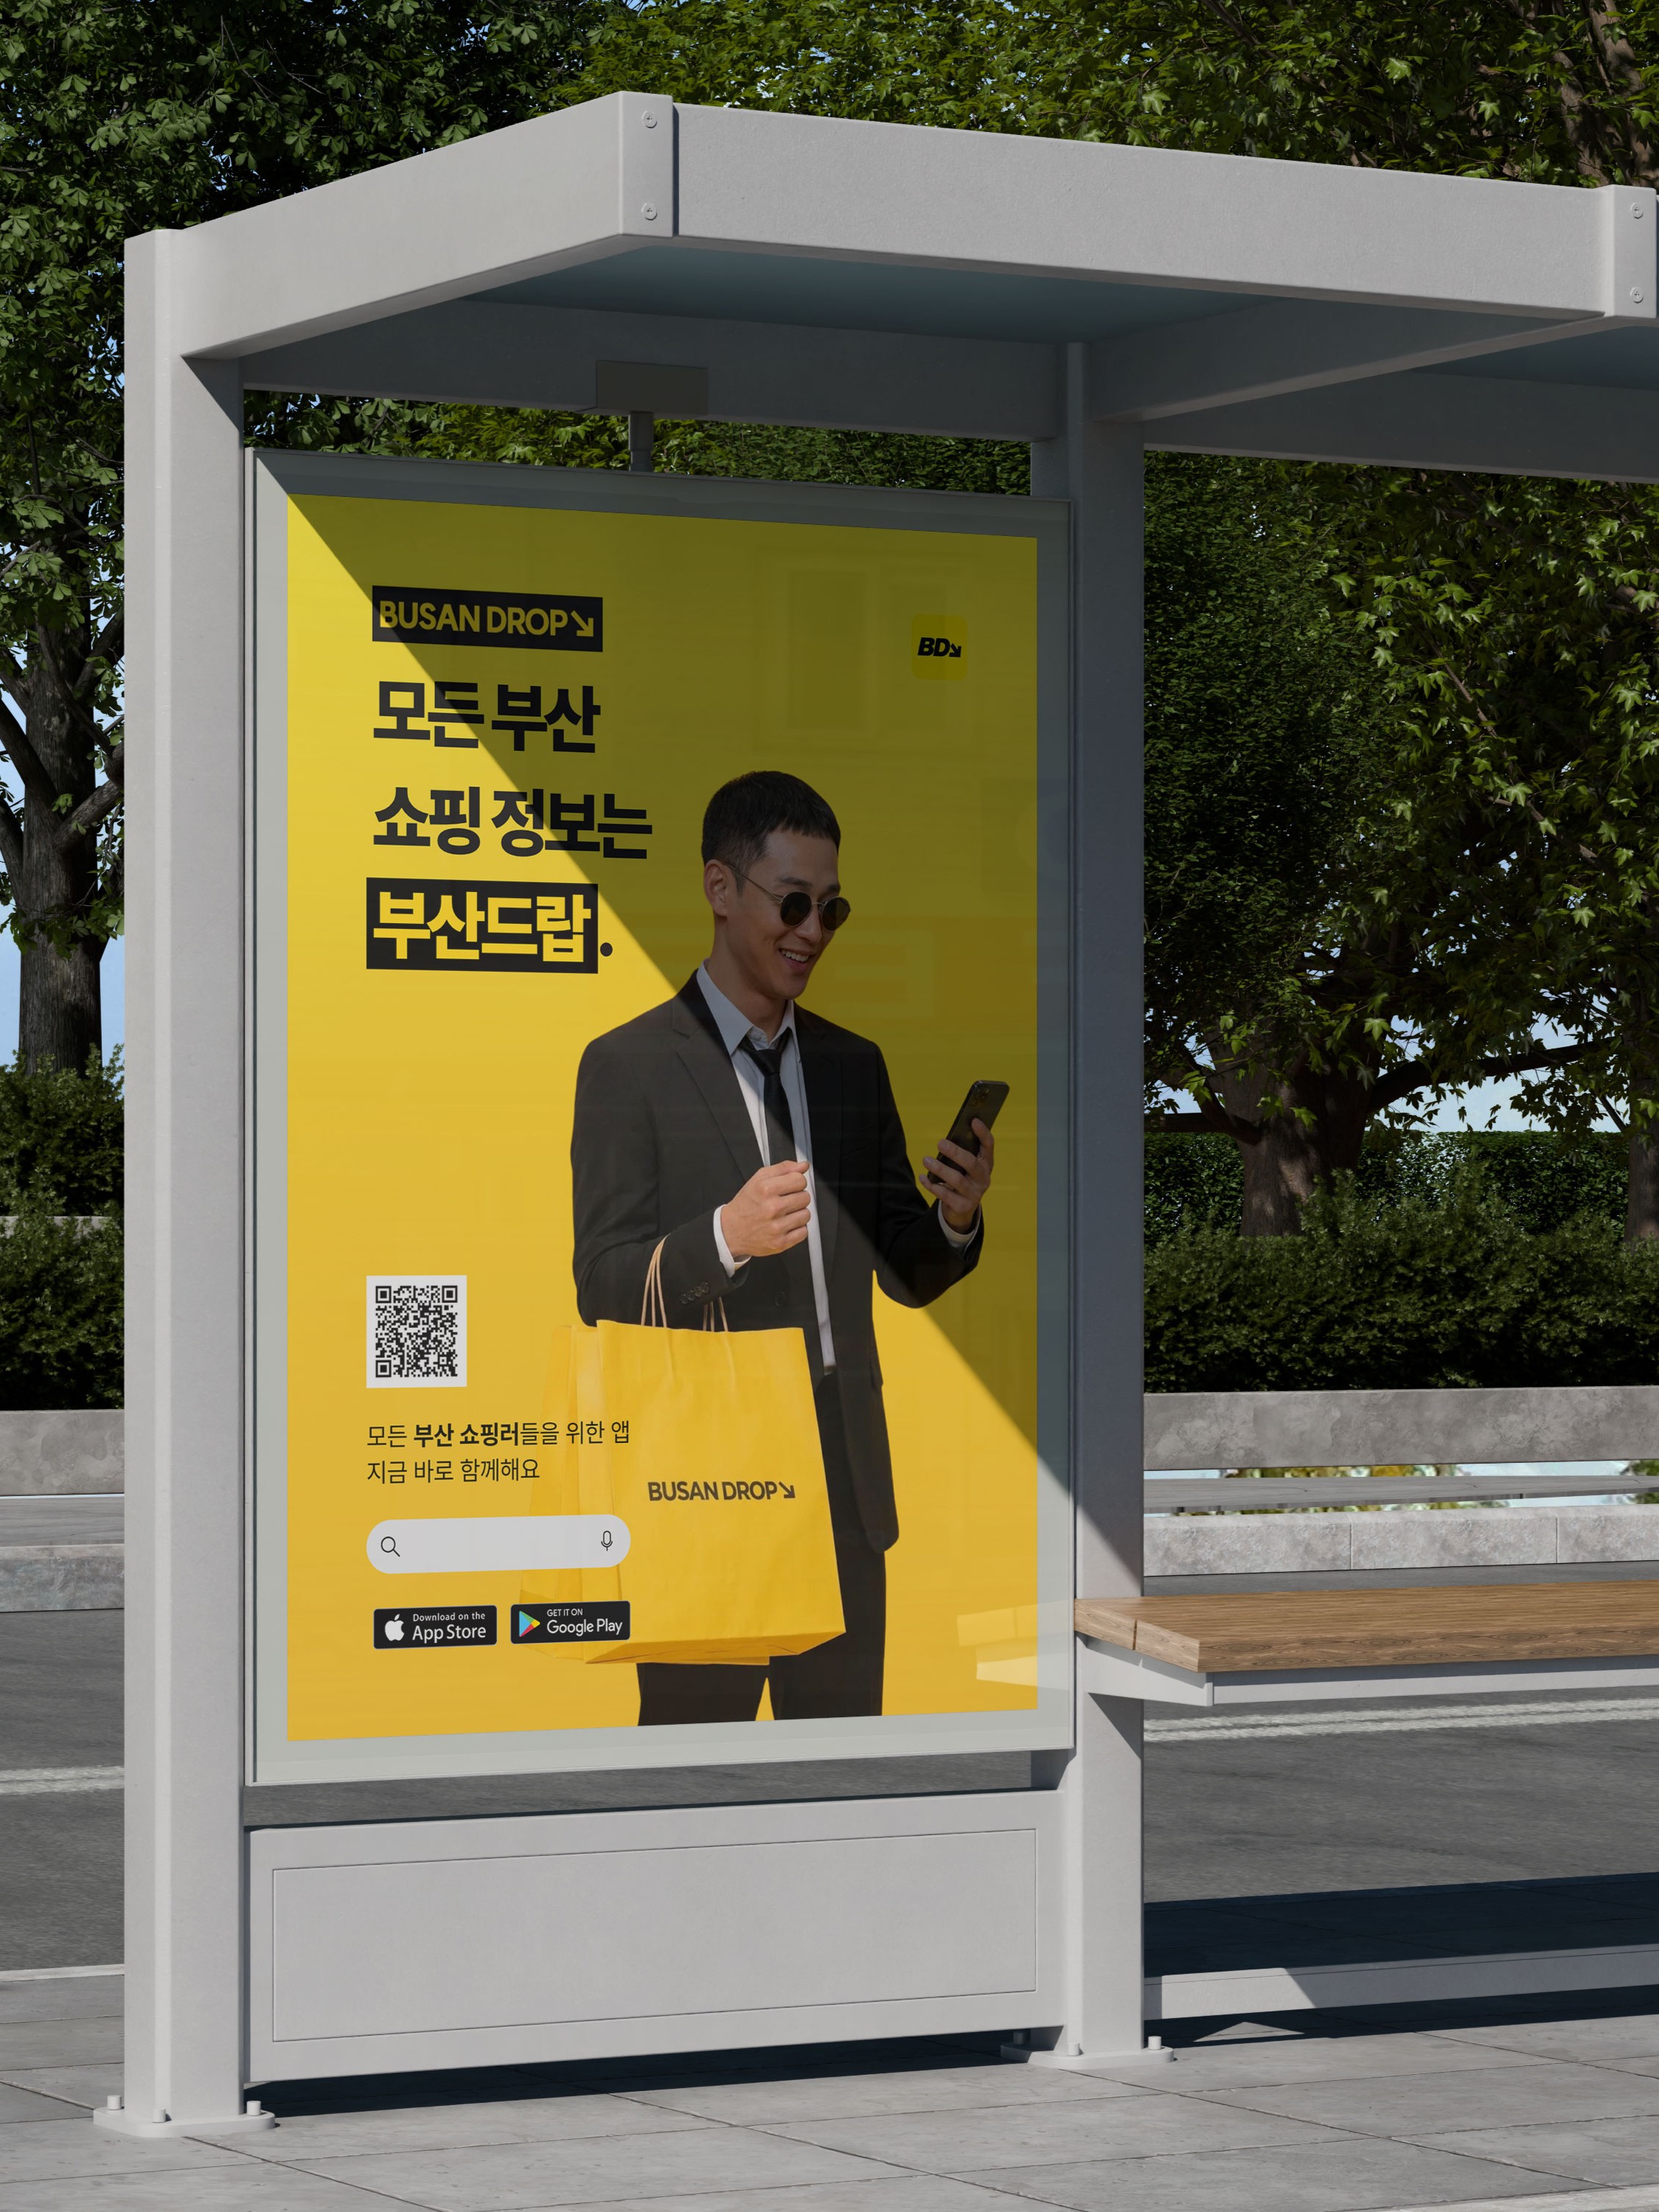 BUSAN DROP
BD
모든 부산
쇼핑 정보는
부산드랍.
모든 부산 쇼핑러들을 위한 앱
지금 바로 함께해요
BUSAN DROP
Download on the
App Store
GET IT ON
Google Play